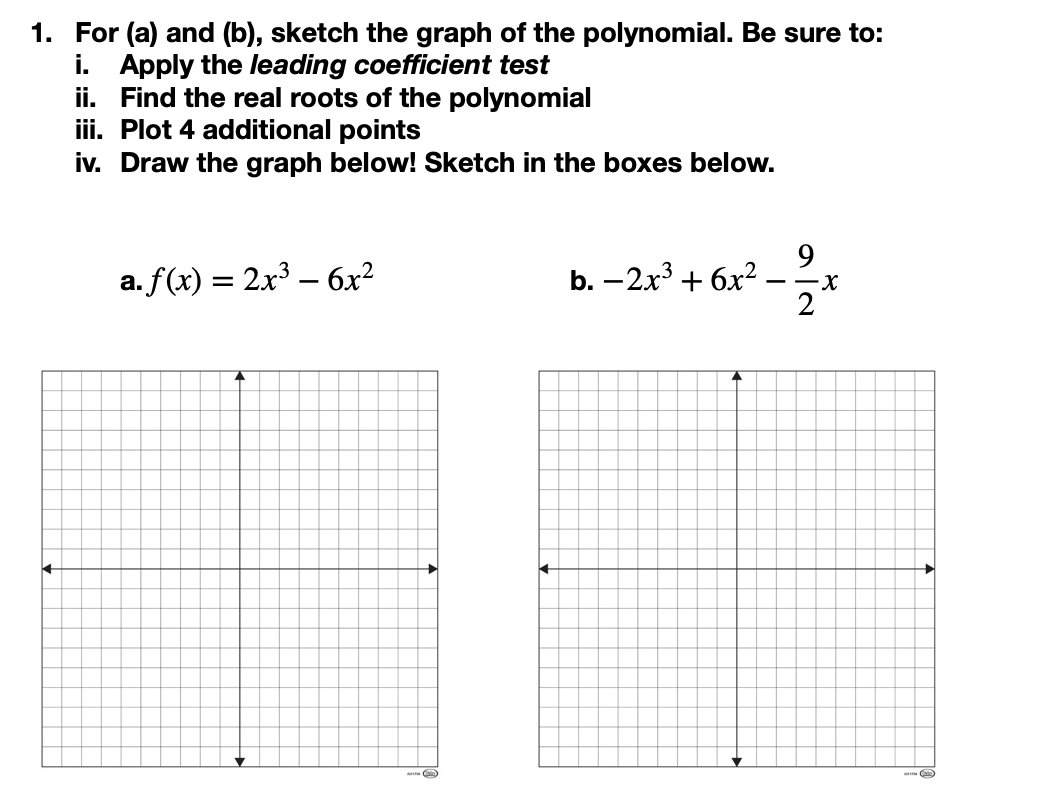 1. For (a) and (b), sketch the graph of the polynomial. Be sure to:
i. Apply the leading coefficient test
ii. Find the real roots of the polynomial
iii. Plot 4 additional points
iv. Draw the graph below! Sketch in the boxes below.
a. f(x) = 2x³ − 6x²
b. −2x³ + 6x² − 9/2 x